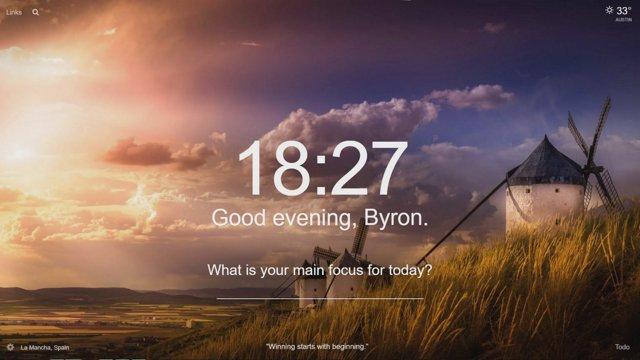 Links
33°
AUSTIN
18:27
Good evening, Byron.
What is your main focus for today?
La Mancha, Spain
"Winning starts with beginning."
Todo